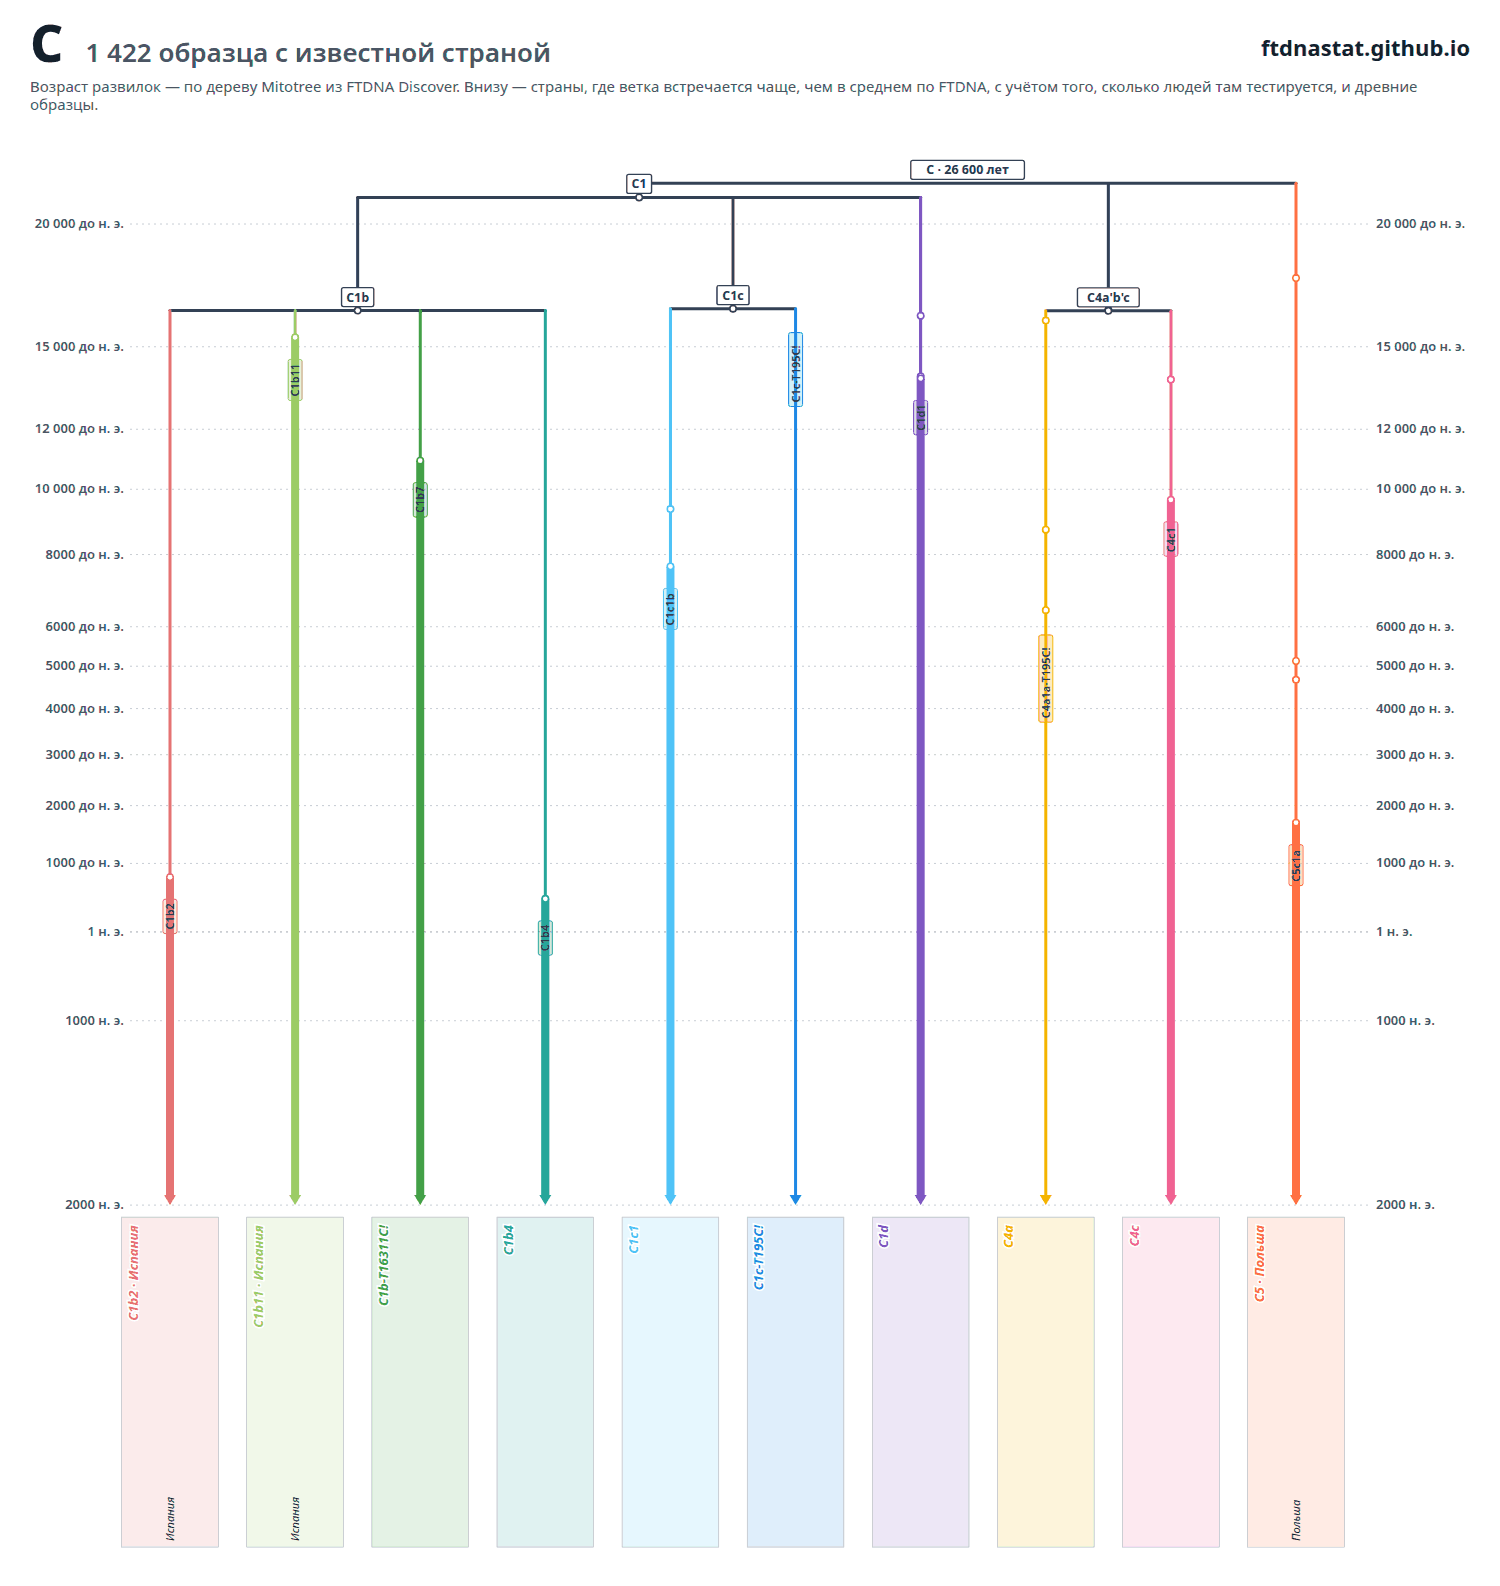 C 1 422 образца с известной страной
ftdnastat.github.io
Возраст развилок — по дереву Mitotree из FTDNA Discover. Внизу — страны, где ветка встречается чаще, чем в среднем по FTDNA, с учётом того, сколько людей там тестируется, и древние
образцы.
C · 26 600 лет
C1
20 000 до н. э.
20 000 до н. э.
C1b
C1c
C4a'b'c
15 000 до н. э.
15 000 до н. э.
C1b11
C1c-T195C!
C1d1
12 000 до н. э.
12 000 до н. э.
10 000 до н. э.
10 000 до н. э.
C1b7
C4c1
8000 до н. э.
8000 до н. э.
C1c1b
6000 до н. э.
6000 до н. э.
C4a1a-T195C!
5000 до н. э.
5000 до н. э.
4000 до н. э.
4000 до н. э.
3000 до н. э.
3000 до н. э.
2000 до н. э.
2000 до н. э.
1000 до н. э.
1000 до н. э.
C5c1a
C1b2
C1b4
1 н. э.
1 н. э.
1000 н. э.
1000 н. э.
2000 н. э.
2000 н. э.
C1b2 · Испания
C1b11 · Испания
C1b-T16311C!
C1b4
C1c1
C1c-T195C!
C1d
C4a
C4c
C5 · Польша
Испания
Испания
Польша